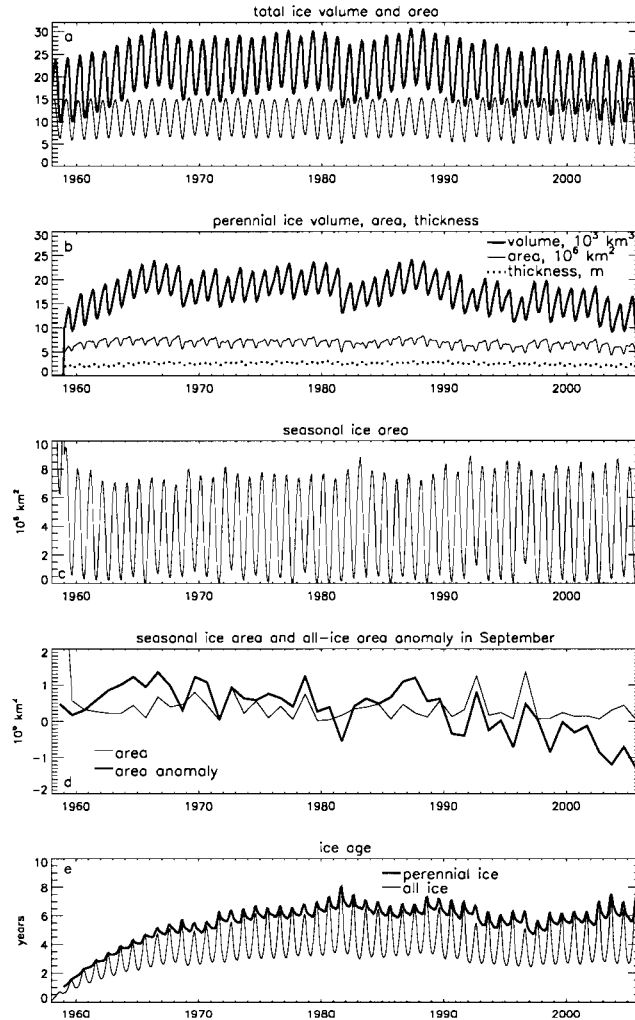 total ice volume and area
a
30
25
20
15
10
5
0
1960 1970 1980 1990 2000
perennial ice volume, area, thickness
b
30
25
20
15
10
5
0
volume, 10³ km³
area, 10⁶ km²
thickness, m
1960 1970 1980 1990 2000
seasonal ice area
10
8
6
4
2
0
10⁶ km²
c
1960 1970 1980 1990 2000
seasonal ice area and all-ice area anomaly in September
2
1
0
-1
-2
10⁶ km²
d
area
area anomaly
1960 1970 1980 1990 2000
ice age
e
10
8
6
4
2
0
years
perennial ice
all ice
1960 1970 1980 1990 2000